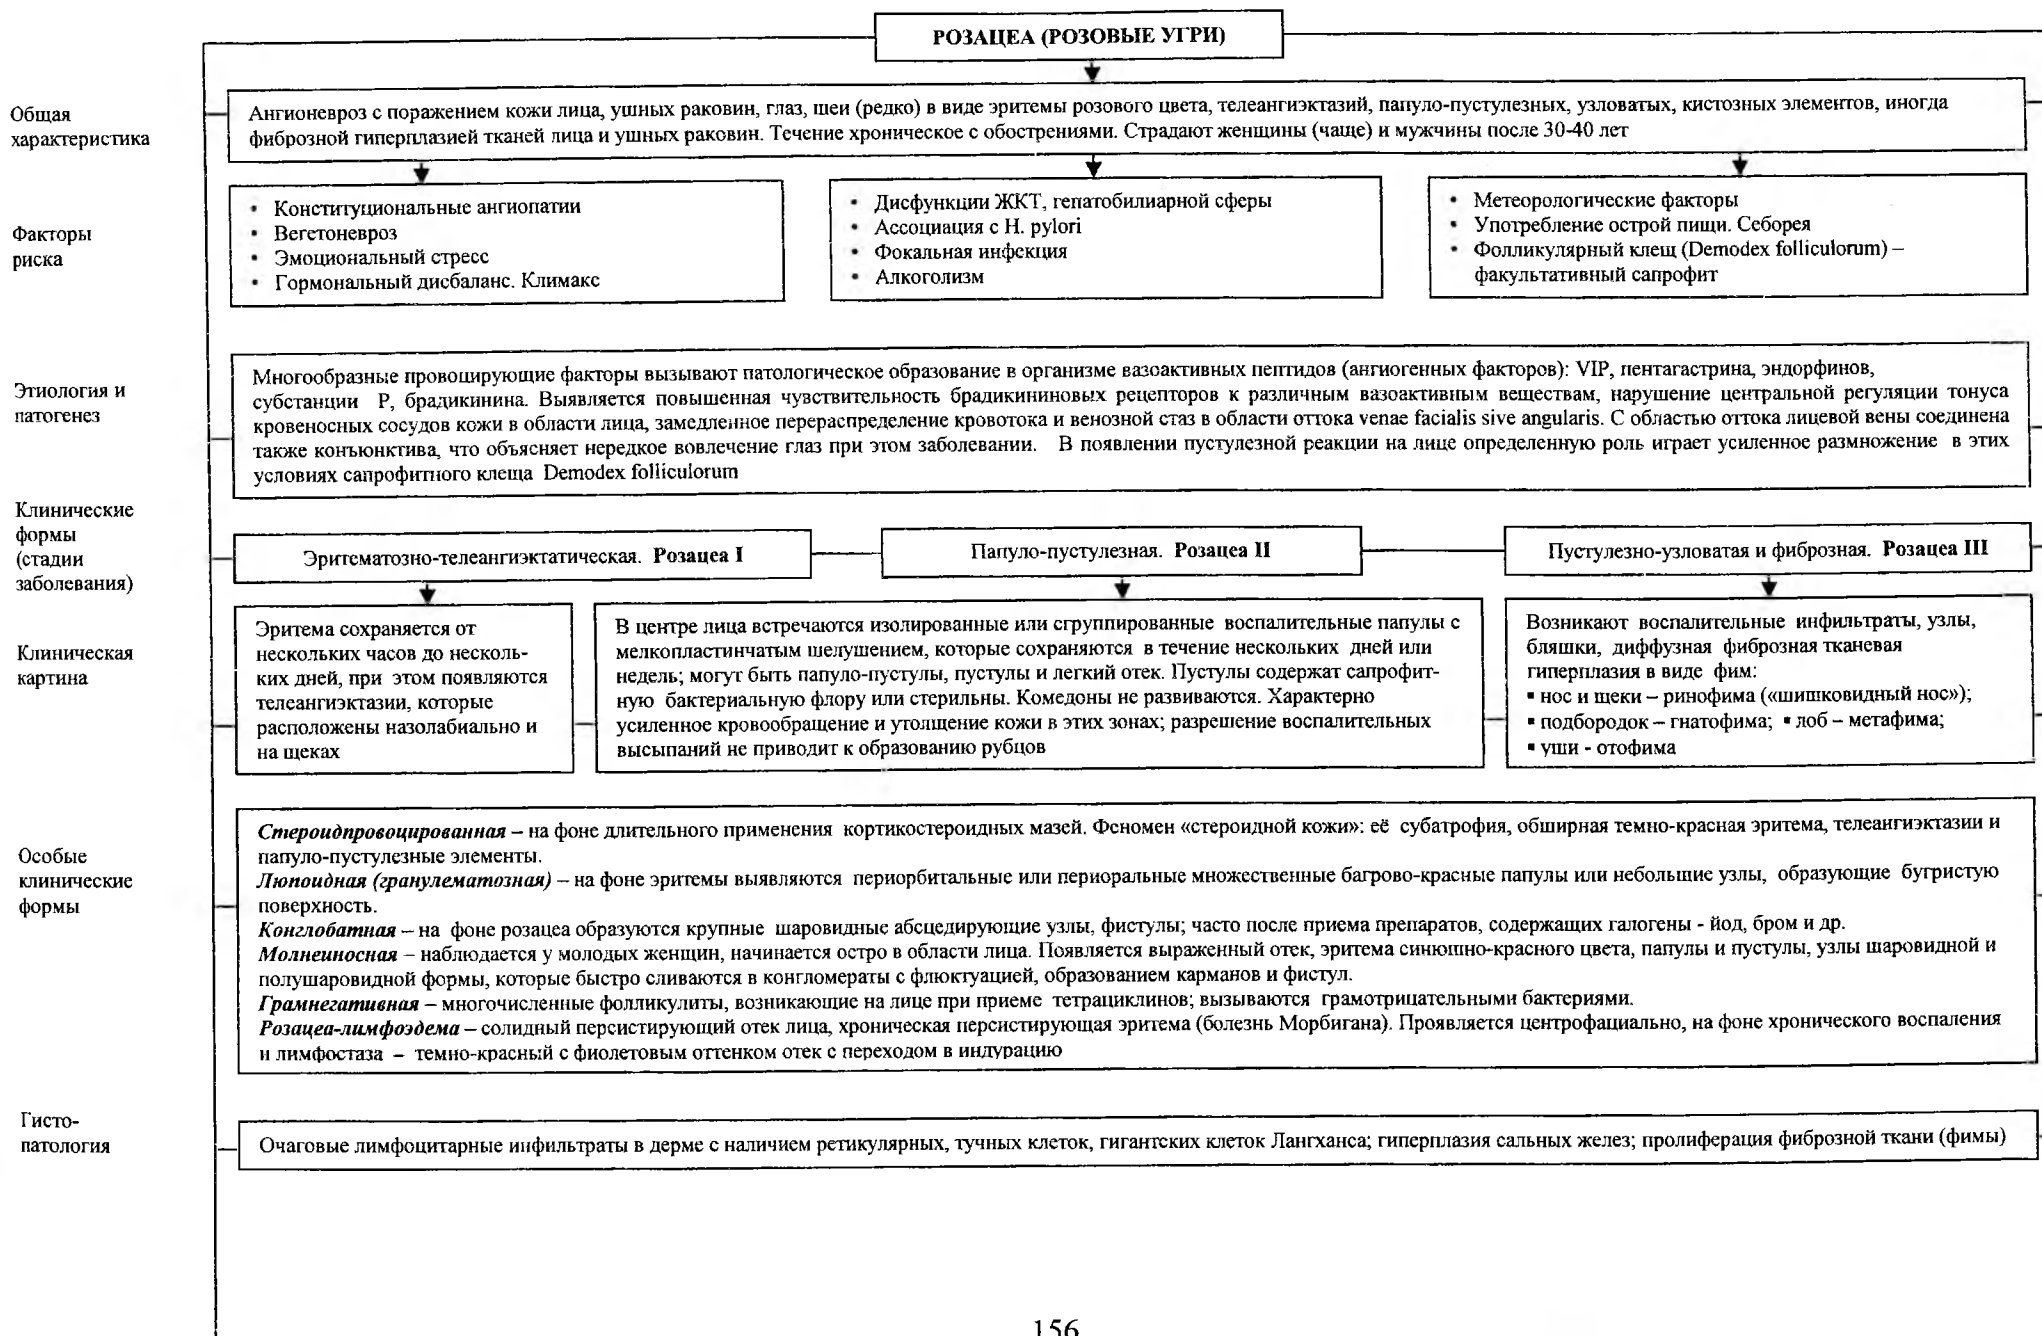 РОЗАЦЕА (РОЗОВЫЕ УГРИ)
Общая
характеристика
Ангионевроз с поражением кожи лица, ушных раковин, глаз, шеи (редко) в виде эритемы розового цвета, телеангиэктазий, папуло-пустулезных, узловатых, кистозных элементов, иногда
фиброзной гиперплазией тканей лица и ушных раковин. Течение хроническое с обострениями. Страдают женщины (чаще) и мужчины после 30-40 лет
Факторы
риска
• Конституциональные ангиопатии
• Вегетоневроз
• Эмоциональный стресс
• Гормональный дисбаланс. Климакс
• Дисфункции ЖКТ, гепатобилиарной сферы
• Ассоциация с H. pylori
• Фокальная инфекция
• Алкоголизм
• Метеорологические факторы
• Употребление острой пищи. Себорея
• Фолликулярный клещ (Demodex folliculorum) –
факультативный сапрофит
Этиология и
патогенез
Многообразные провоцирующие факторы вызывают патологическое образование в организме вазоактивных пептидов (ангиогенных факторов): VIP, пентагастрина, эндорфинов,
субстанции Р, брадикинина. Выявляется повышенная чувствительность брадикининовых рецепторов к различным вазоактивным веществам, нарушение центральной регуляции тонуса
кровеносных сосудов кожи в области лица, замедленное перераспределение кровотока и венозной стаз в области оттока venae facialis sive angularis. С областью оттока лицевой вены соединена
также конъюнктива, что объясняет нередкое вовлечение глаз при этом заболевании. В появлении пустулезной реакции на лице определенную роль играет усиленное размножение в этих
условиях сапрофитного клеща Demodex folliculorum
Клинические
формы
(стадии
заболевания)
Эритематозно-телеангиэктатическая. Розацеа I
Папуло-пустулезная. Розацеа II
Пустулезно-узловатая и фиброзная. Розацеа III
Клиническая
картина
Эритема сохраняется от
нескольких часов до несколь-
ких дней, при этом появляются
телеангиэктазии, которые
расположены назолабиально и
на щеках
В центре лица встречаются изолированные или сгруппированные воспалительные папулы с
мелкопластинчатым шелушением, которые сохраняются в течение нескольких дней или
недель; могут быть папуло-пустулы, пустулы и легкий отек. Пустулы содержат сапрофит-
ную бактериальную флору или стерильны. Комедоны не развиваются. Характерно
усиленное кровообращение и утолщение кожи в этих зонах; разрешение воспалительных
высыпаний не приводит к образованию рубцов
Возникают воспалительные инфильтраты, узлы,
бляшки, диффузная фиброзная тканевая
гиперплазия в виде фим:
▪ нос и щеки – ринофима («шишковидный нос»);
▪ подбородок – гнатофима; ▪ лоб – метафима;
▪ уши - отофима
Особые
клинические
формы
Стероидпровоцированная – на фоне длительного применения кортикостероидных мазей. Феномен «стероидной кожи»: её субатрофия, обширная темно-красная эритема, телеангиэктазии и
папуло-пустулезные элементы.
Люпоидная (гранулематозная) – на фоне эритемы выявляются периорбитальные или периоральные множественные багрово-красные папулы или небольшие узлы, образующие бугристую
поверхность.
Конглобатная – на фоне розацеа образуются крупные шаровидные абсцедирующие узлы, фистулы; часто после приема препаратов, содержащих галогены - йод, бром и др.
Молненосная – наблюдается у молодых женщин, начинается остро в области лица. Появляется выраженный отек, эритема синюшно-красного цвета, папулы и пустулы, узлы шаровидной и
полушаровидной формы, которые быстро сливаются в конгломераты с флюктуацией, образованием карманов и фистул.
Грамнегативная – многочисленные фолликулиты, возникающие на лице при приеме тетрациклинов; вызываются грамотрицательными бактериями.
Розацеа-лимфоэдема – солидный персистирующий отек лица, хроническая персистирующая эритема (болезнь Морбигана). Проявляется центрофациально, на фоне хронического воспаления
и лимфостаза – темно-красный с фиолетовым оттенком отек с переходом в индурацию
Гисто-
патология
Очаговые лимфоцитарные инфильтраты в дерме с наличием ретикулярных, тучных клеток, гигантских клеток Лангханса; гиперплазия сальных желез; пролиферация фиброзной ткани (фимы)
156